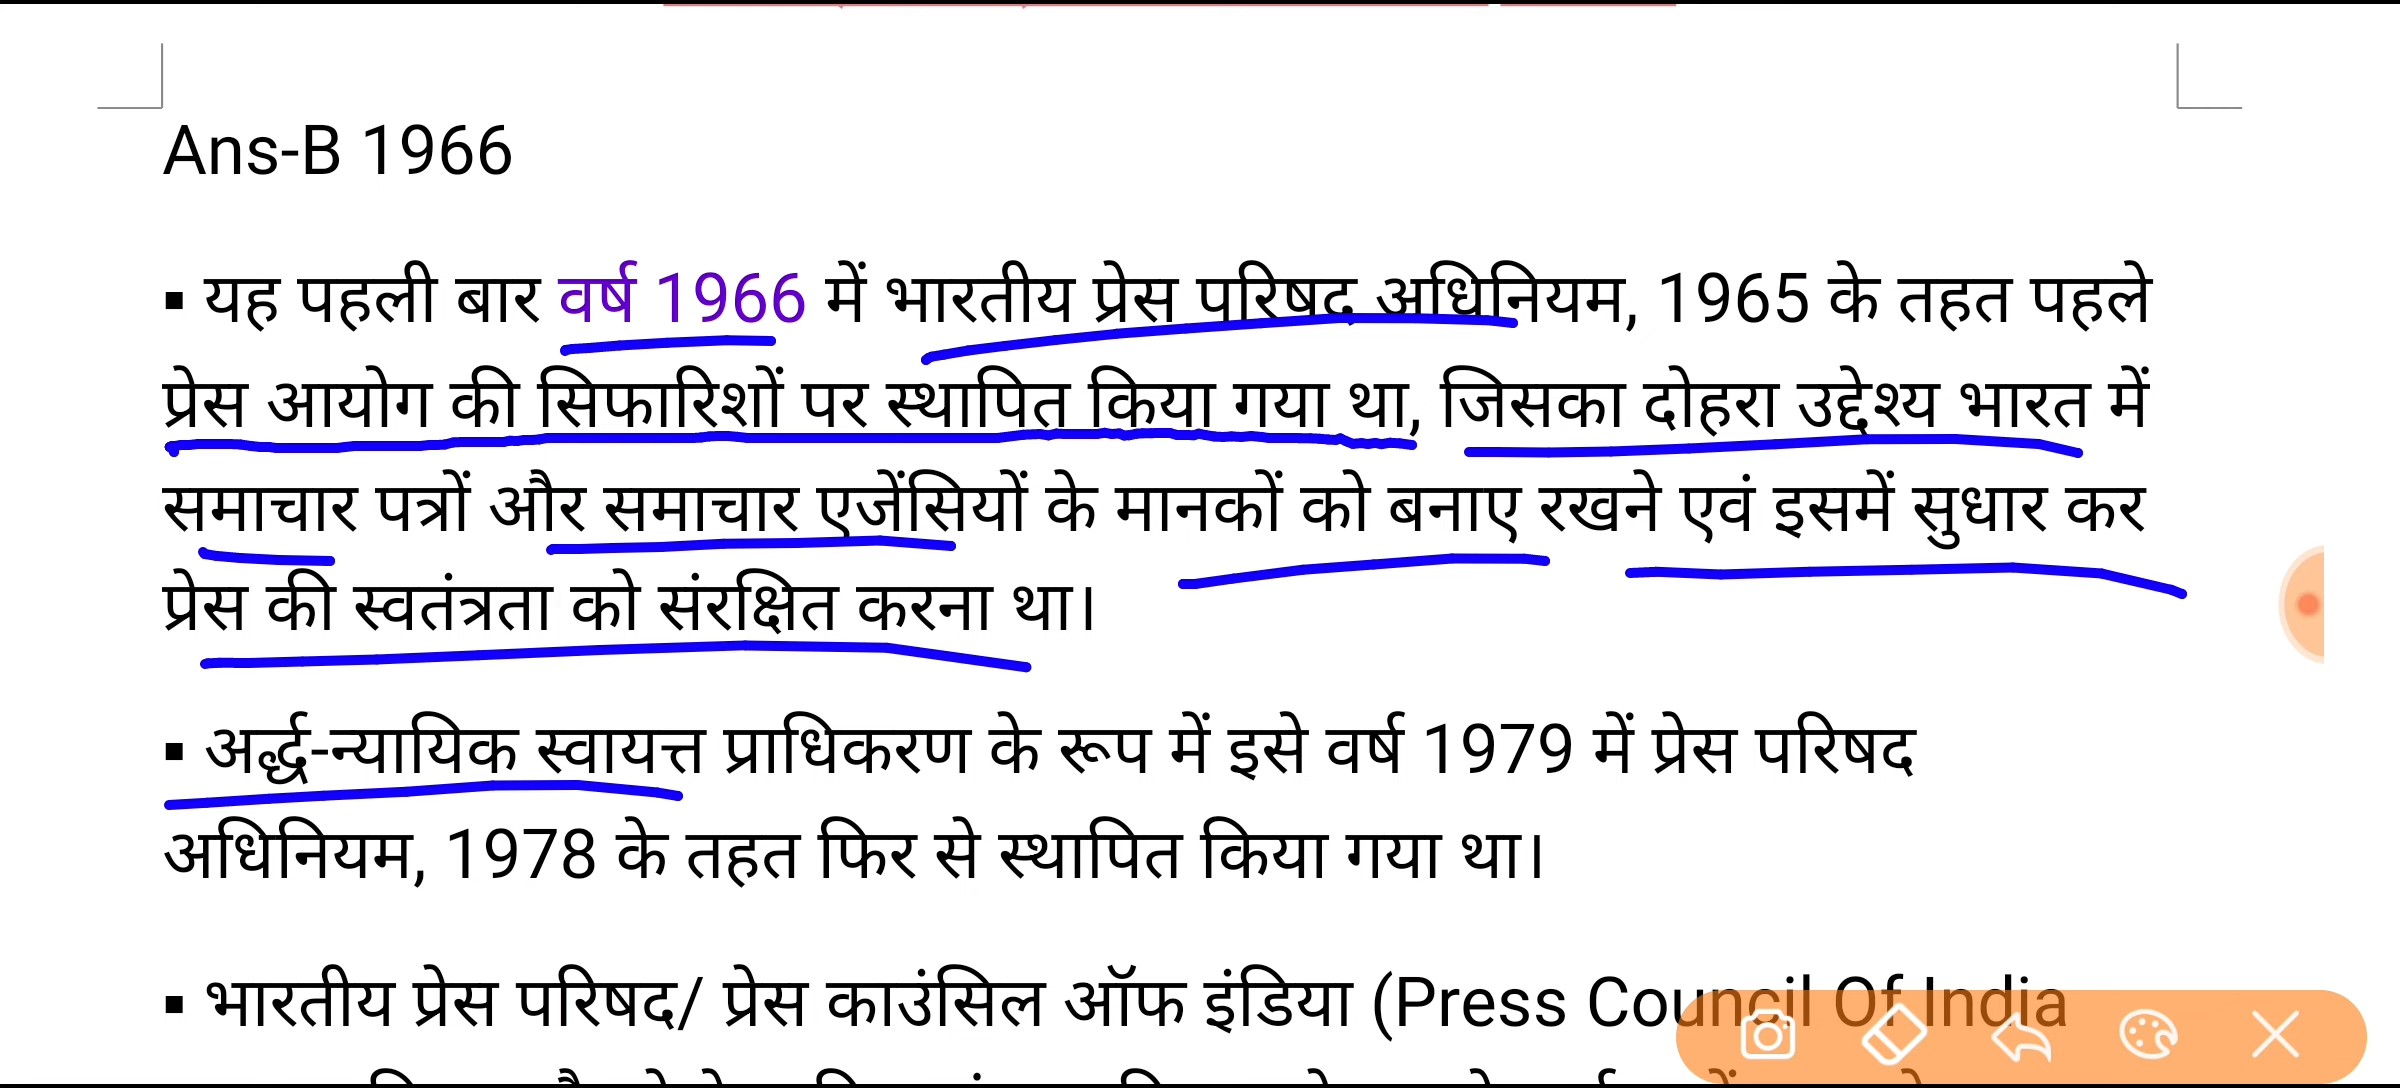 Ans-B 1966
▪ यह पहली बार वर्ष 1966 में भारतीय प्रेस परिषद अधिनियम, 1965 के तहत पहले
प्रेस आयोग की सिफारिशों पर स्थापित किया गया था, जिसका दोहरा उद्देश्य भारत में
समाचार पत्रों और समाचार एजेंसियों के मानकों को बनाए रखने एवं इसमें सुधार कर
प्रेस की स्वतंत्रता को संरक्षित करना था।
▪ अर्द्ध-न्यायिक स्वायत्त प्राधिकरण के रूप में इसे वर्ष 1979 में प्रेस परिषद
अधिनियम, 1978 के तहत फिर से स्थापित किया गया था।
▪ भारतीय प्रेस परिषद/ प्रेस काउंसिल ऑफ इंडिया (Press Council Of India